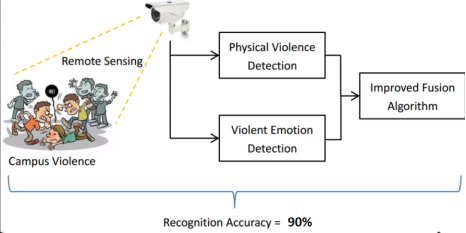 Remote Sensing
Campus Violence
Physical Violence
Detection
Violent Emotion
Detection
Improved Fusion
Algorithm
Recognition Accuracy = 90%